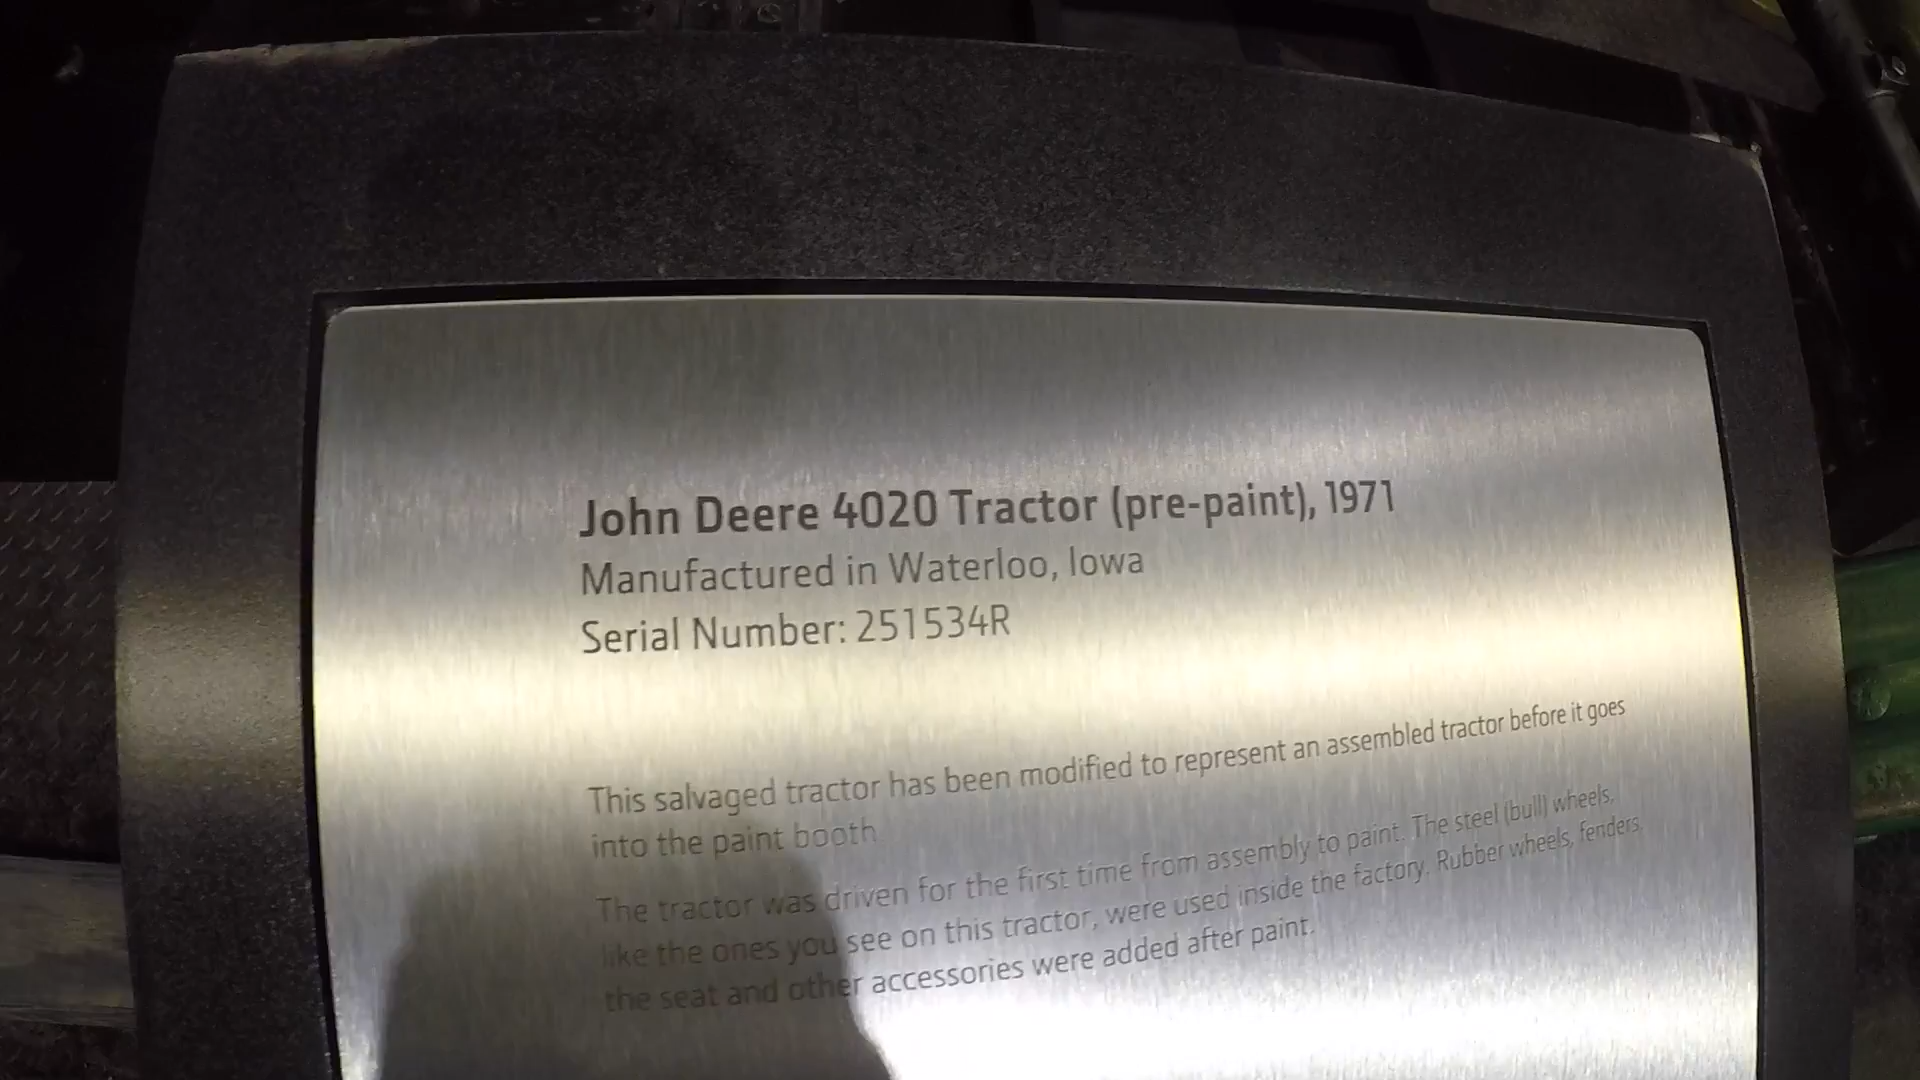 John Deere 4020 Tractor (pre-paint), 1971
Manufactured in Waterloo, Iowa
Serial Number: 251534R
This salvaged tractor has been modified to represent an assembled tractor before it goes
into the paint booth.
The tractor was driven for the first time from assembly to paint. The steel (bull) wheels,
like the ones you see on this tractor, were used inside the factory. Rubber wheels, fenders,
the seat and other accessories were added after paint.